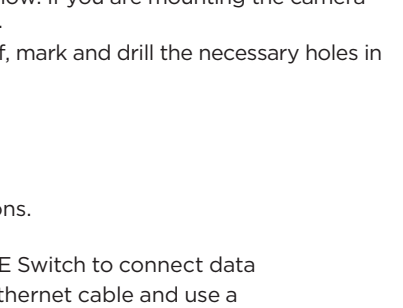 low. If you are mounting the camera
.
f, mark and drill the necessary holes in
ons.
E Switch to connect data
thernet cable and use a